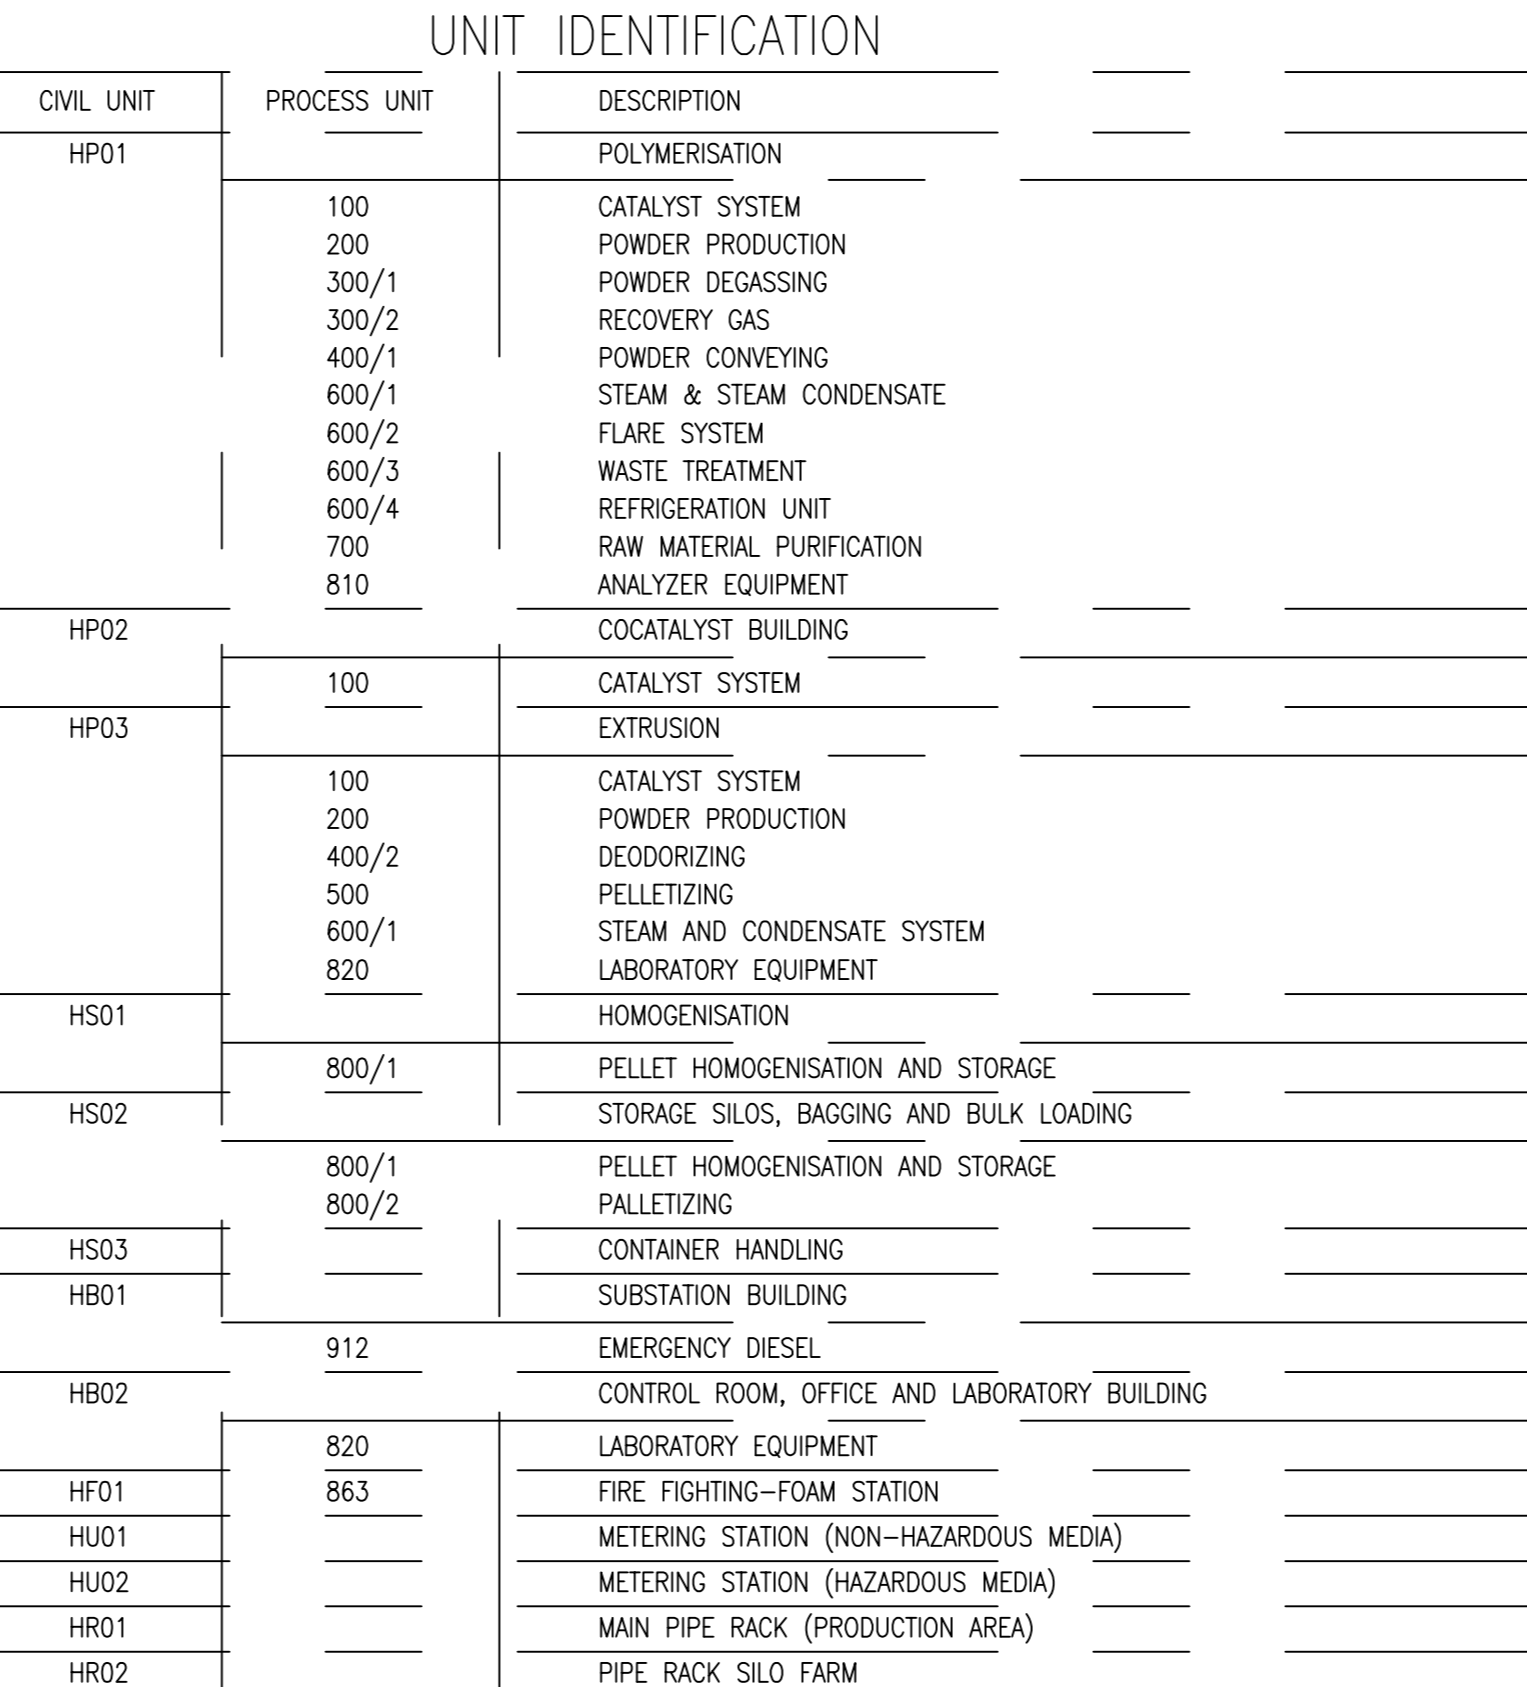 UNIT IDENTIFICATION
CIVIL UNIT PROCESS UNIT DESCRIPTION
HP01 POLYMERISATION
100 CATALYST SYSTEM
200 POWDER PRODUCTION
300/1 POWDER DEGASSING
300/2 RECOVERY GAS
400/1 POWDER CONVEYING
600/1 STEAM & STEAM CONDENSATE
600/2 FLARE SYSTEM
600/3 WASTE TREATMENT
600/4 REFRIGERATION UNIT
700 RAW MATERIAL PURIFICATION
810 ANALYZER EQUIPMENT
HP02 COCATALYST BUILDING
100 CATALYST SYSTEM
HP03 EXTRUSION
100 CATALYST SYSTEM
200 POWDER PRODUCTION
400/2 DEODORIZING
500 PELLETIZING
600/1 STEAM AND CONDENSATE SYSTEM
820 LABORATORY EQUIPMENT
HS01 HOMOGENISATION
800/1 PELLET HOMOGENISATION AND STORAGE
HS02 STORAGE SILOS, BAGGING AND BULK LOADING
800/1 PELLET HOMOGENISATION AND STORAGE
800/2 PALLETIZING
HS03 CONTAINER HANDLING
HB01 SUBSTATION BUILDING
912 EMERGENCY DIESEL
HB02 CONTROL ROOM, OFFICE AND LABORATORY BUILDING
820 LABORATORY EQUIPMENT
HF01 863 FIRE FIGHTING-FOAM STATION
HU01 METERING STATION (NON-HAZARDOUS MEDIA)
HU02 METERING STATION (HAZARDOUS MEDIA)
HR01 MAIN PIPE RACK (PRODUCTION AREA)
HR02 PIPE RACK SILO FARM